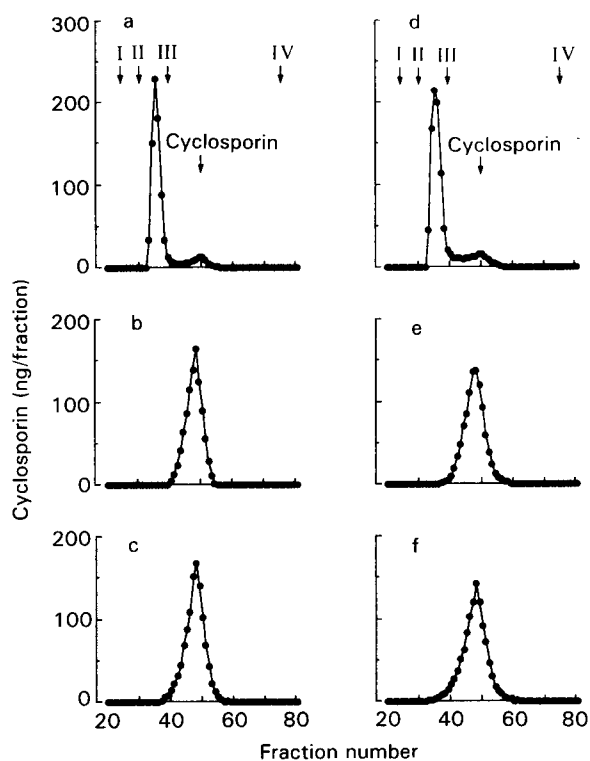 a
300
200
100
0
I II III IV
Cyclosporin
d
I II III IV
Cyclosporin
b
200
100
0
e
c
200
100
0
20 40 60 80
f
20 40 60 80
Cyclosporin (ng/fraction)
Fraction number